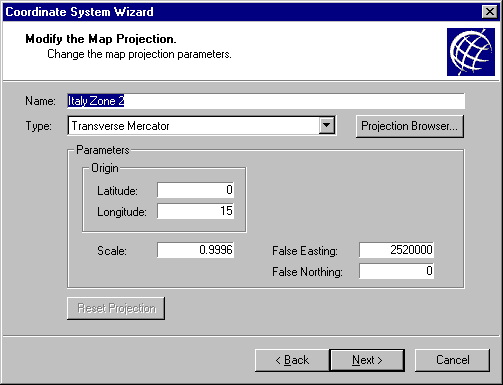 Coordinate System Wizard
Modify the Map Projection.
Change the map projection parameters.
Name: Italy Zone 2
Type: Transverse Mercator Projection Browser...
Parameters
Origin
Latitude: 0
Longitude: 15
Scale: 0.9996 False Easting: 2520000
False Northing: 0
Reset Projection
< Back Next > Cancel